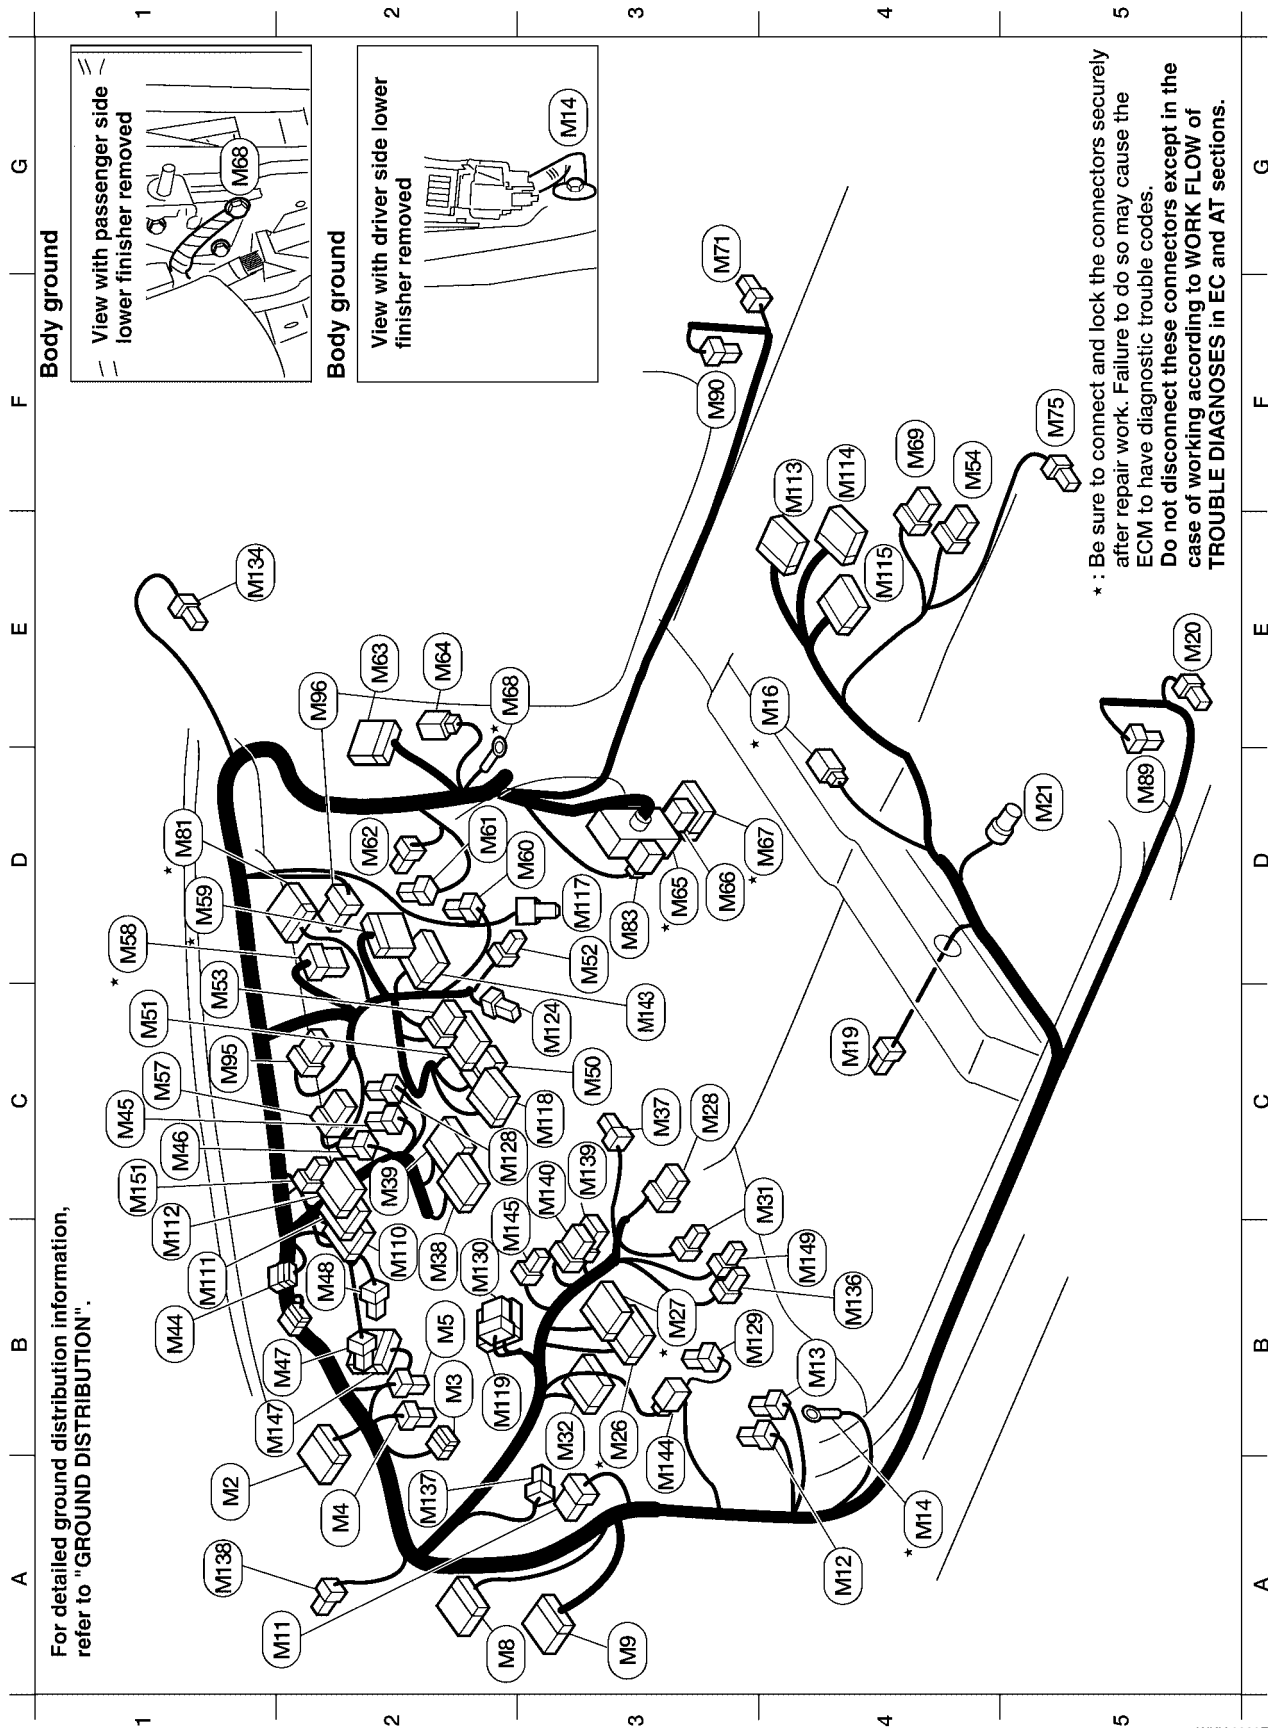 For detailed ground distribution information,
refer to "GROUND DISTRIBUTION".
Body ground
View with passenger side
lower finisher removed
M68
Body ground
View with driver side lower
finisher removed
M14
A
B
C
D
E
F
G
1
2
3
4
5
M138
M2
M4
M147
M47
M44
M48
M111
M112
M151
M46
M45
M57
M95
M51
M53
★ M58
★ M59
★ M81
M96
M134
M63
M64
★ M68
M62
M61
M60
M117
M52
M143
M124
M50
M118
M128
M39
M38
M110
M5
M3
M137
M11
M8
M9
M119
M130
M145
M140
M139
M37
M28
M31
M149
M136
M27
★ M26
M32
M144
★ M129
M13
M12
★ M14
M83
★ M65
M66
★ M67
M71
M90
M113
M114
M115
M69
M54
M75
★ M16
M21
M19
M89
M20
★ : Be sure to connect and lock the connectors securely
after repair work. Failure to do so may cause the
ECM to have diagnostic trouble codes.
Do not disconnect these connectors except in the
case of working according to WORK FLOW of
TROUBLE DIAGNOSES in EC and AT sections.
A
B
C
D
E
F
G
1
2
3
4
5